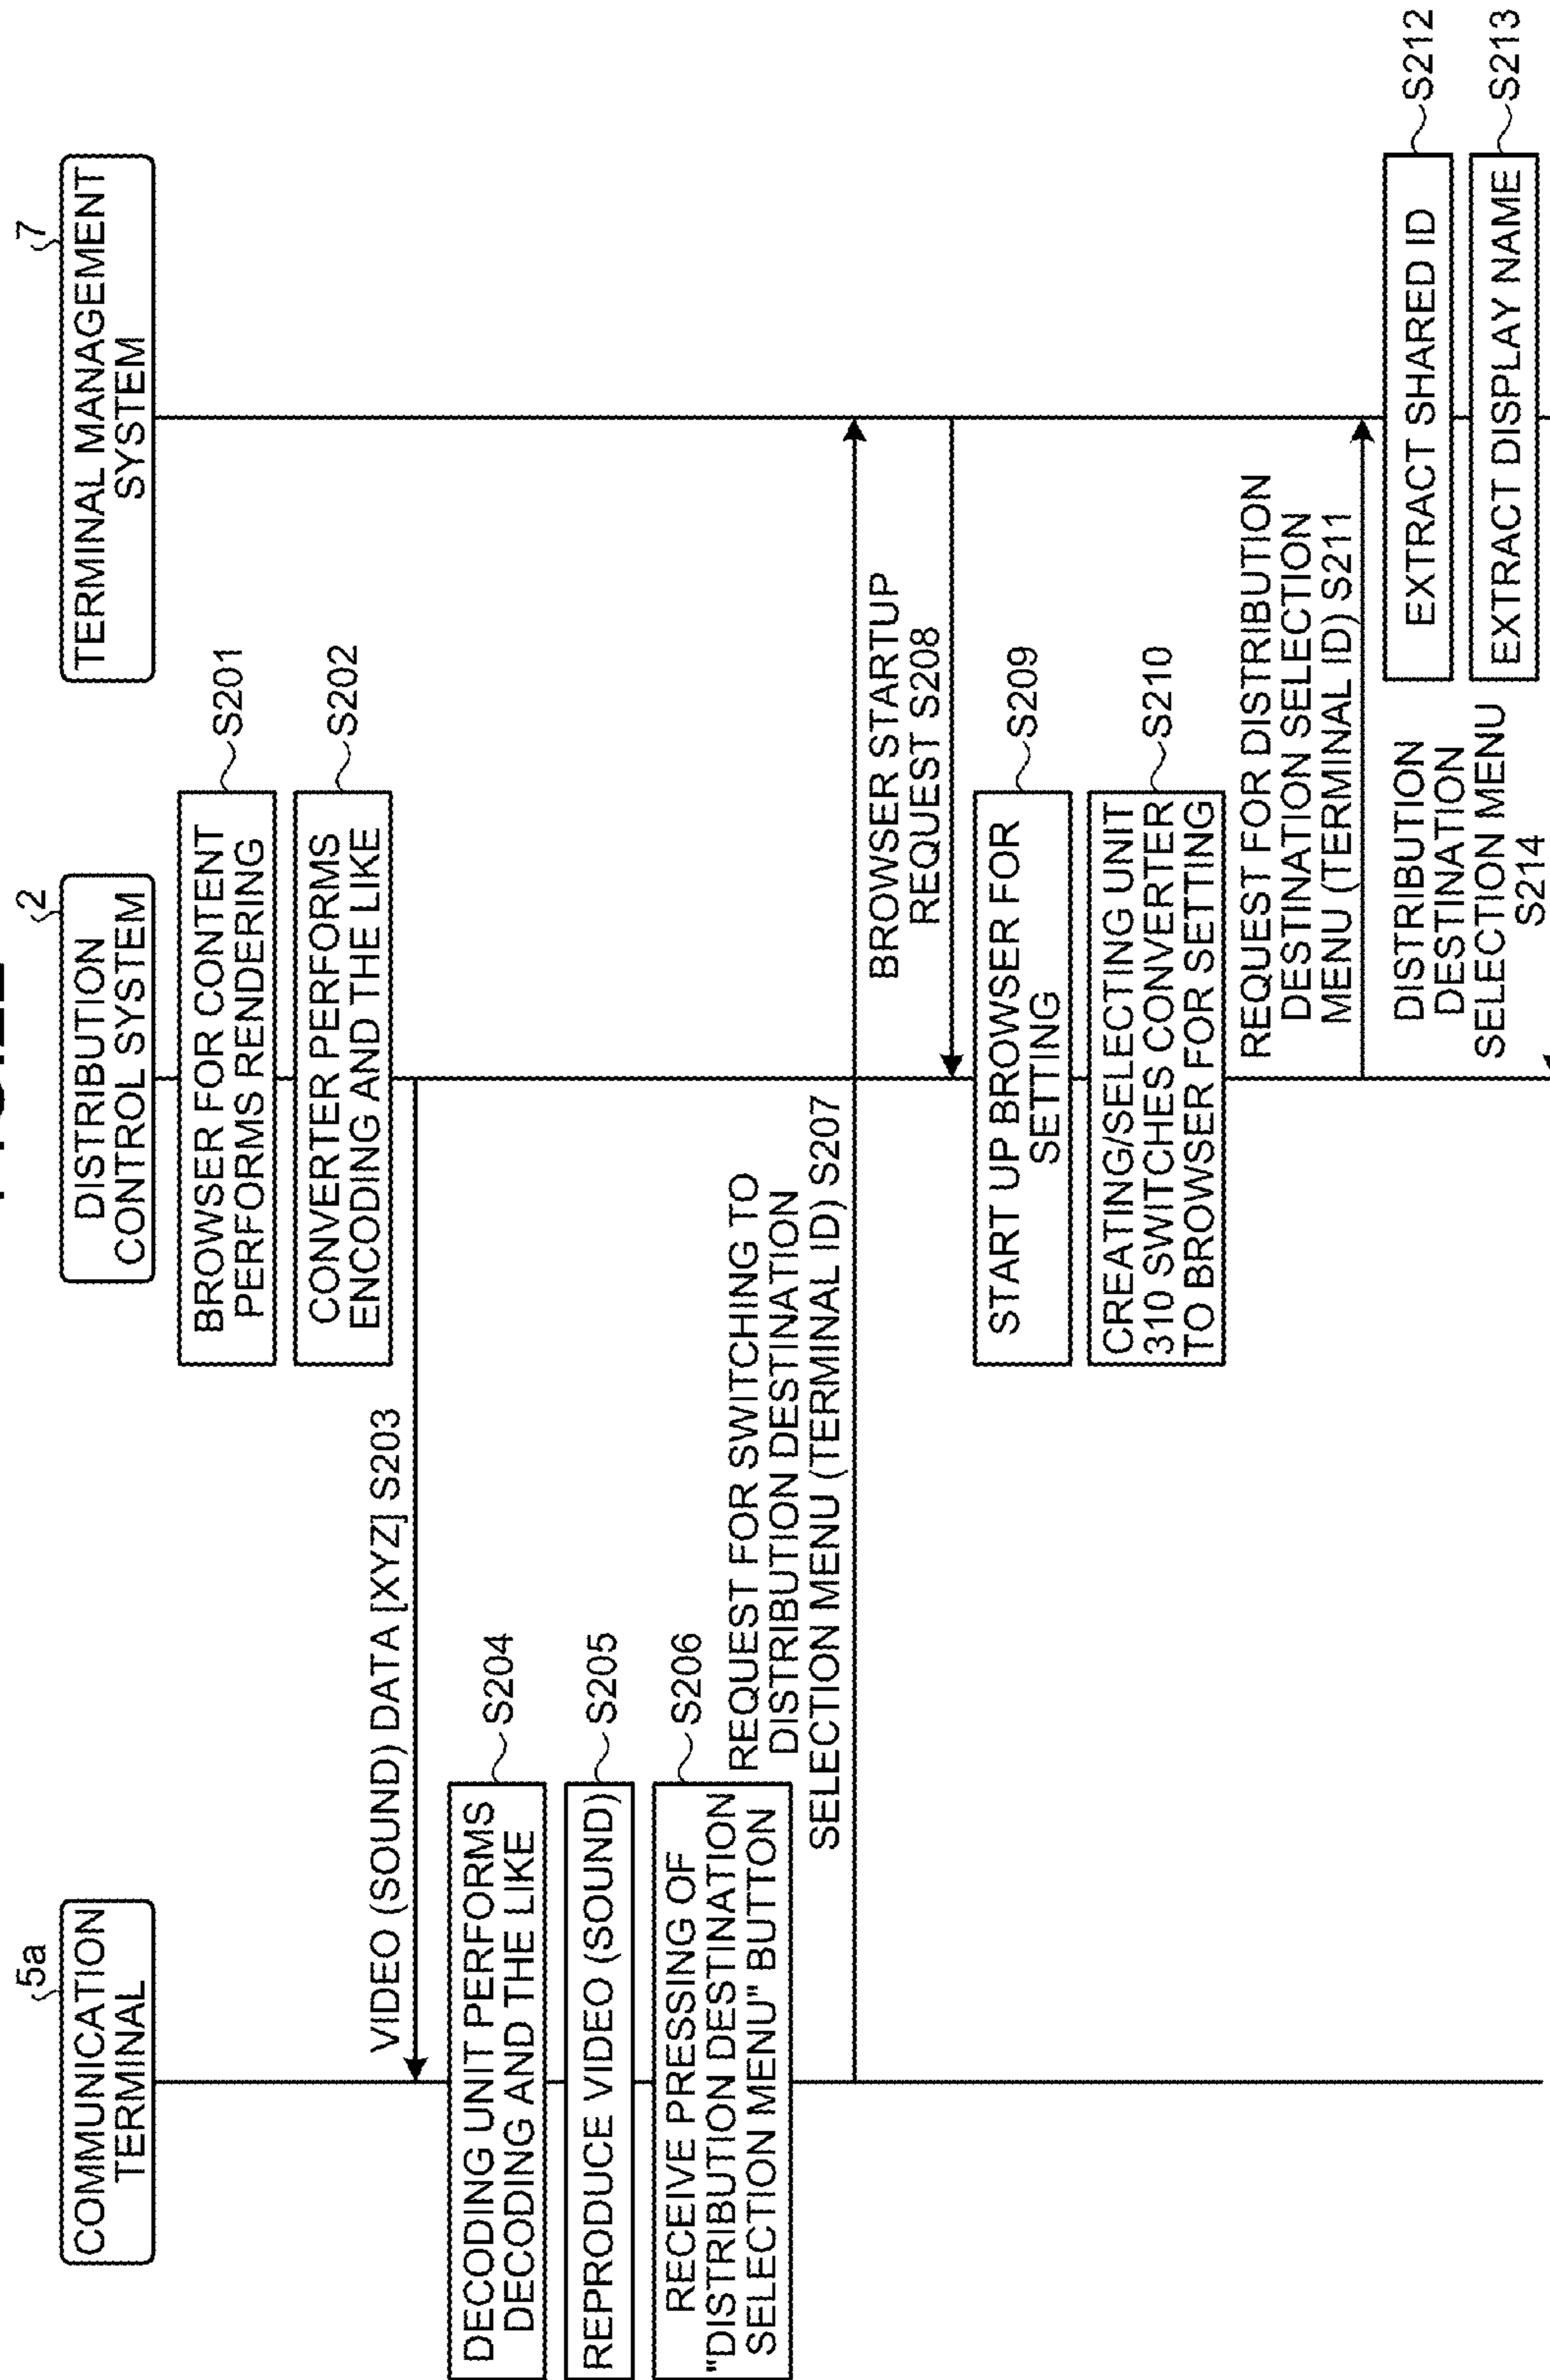 5a
COMMUNICATION
TERMINAL
2
DISTRIBUTION
CONTROL SYSTEM
7
TERMINAL MANAGEMENT
SYSTEM
BROWSER FOR CONTENT
PERFORMS RENDERING
S201
CONVERTER PERFORMS
ENCODING AND THE LIKE
S202
VIDEO (SOUND) DATA [XYZ] S203
DECODING UNIT PERFORMS
DECODING AND THE LIKE
S204
REPRODUCE VIDEO (SOUND)
S205
RECEIVE PRESSING OF
"DISTRIBUTION DESTINATION
SELECTION MENU" BUTTON
S206
REQUEST FOR SWITCHING TO
DISTRIBUTION DESTINATION
SELECTION MENU (TERMINAL ID) S207
BROWSER STARTUP
REQUEST S208
START UP BROWSER FOR
SETTING
S209
CREATING/SELECTING UNIT
310 SWITCHES CONVERTER
TO BROWSER FOR SETTING
S210
REQUEST FOR DISTRIBUTION
DESTINATION SELECTION
MENU (TERMINAL ID) S211
EXTRACT SHARED ID
S212
EXTRACT DISPLAY NAME
S213
DISTRIBUTION
DESTINATION
SELECTION MENU
S214